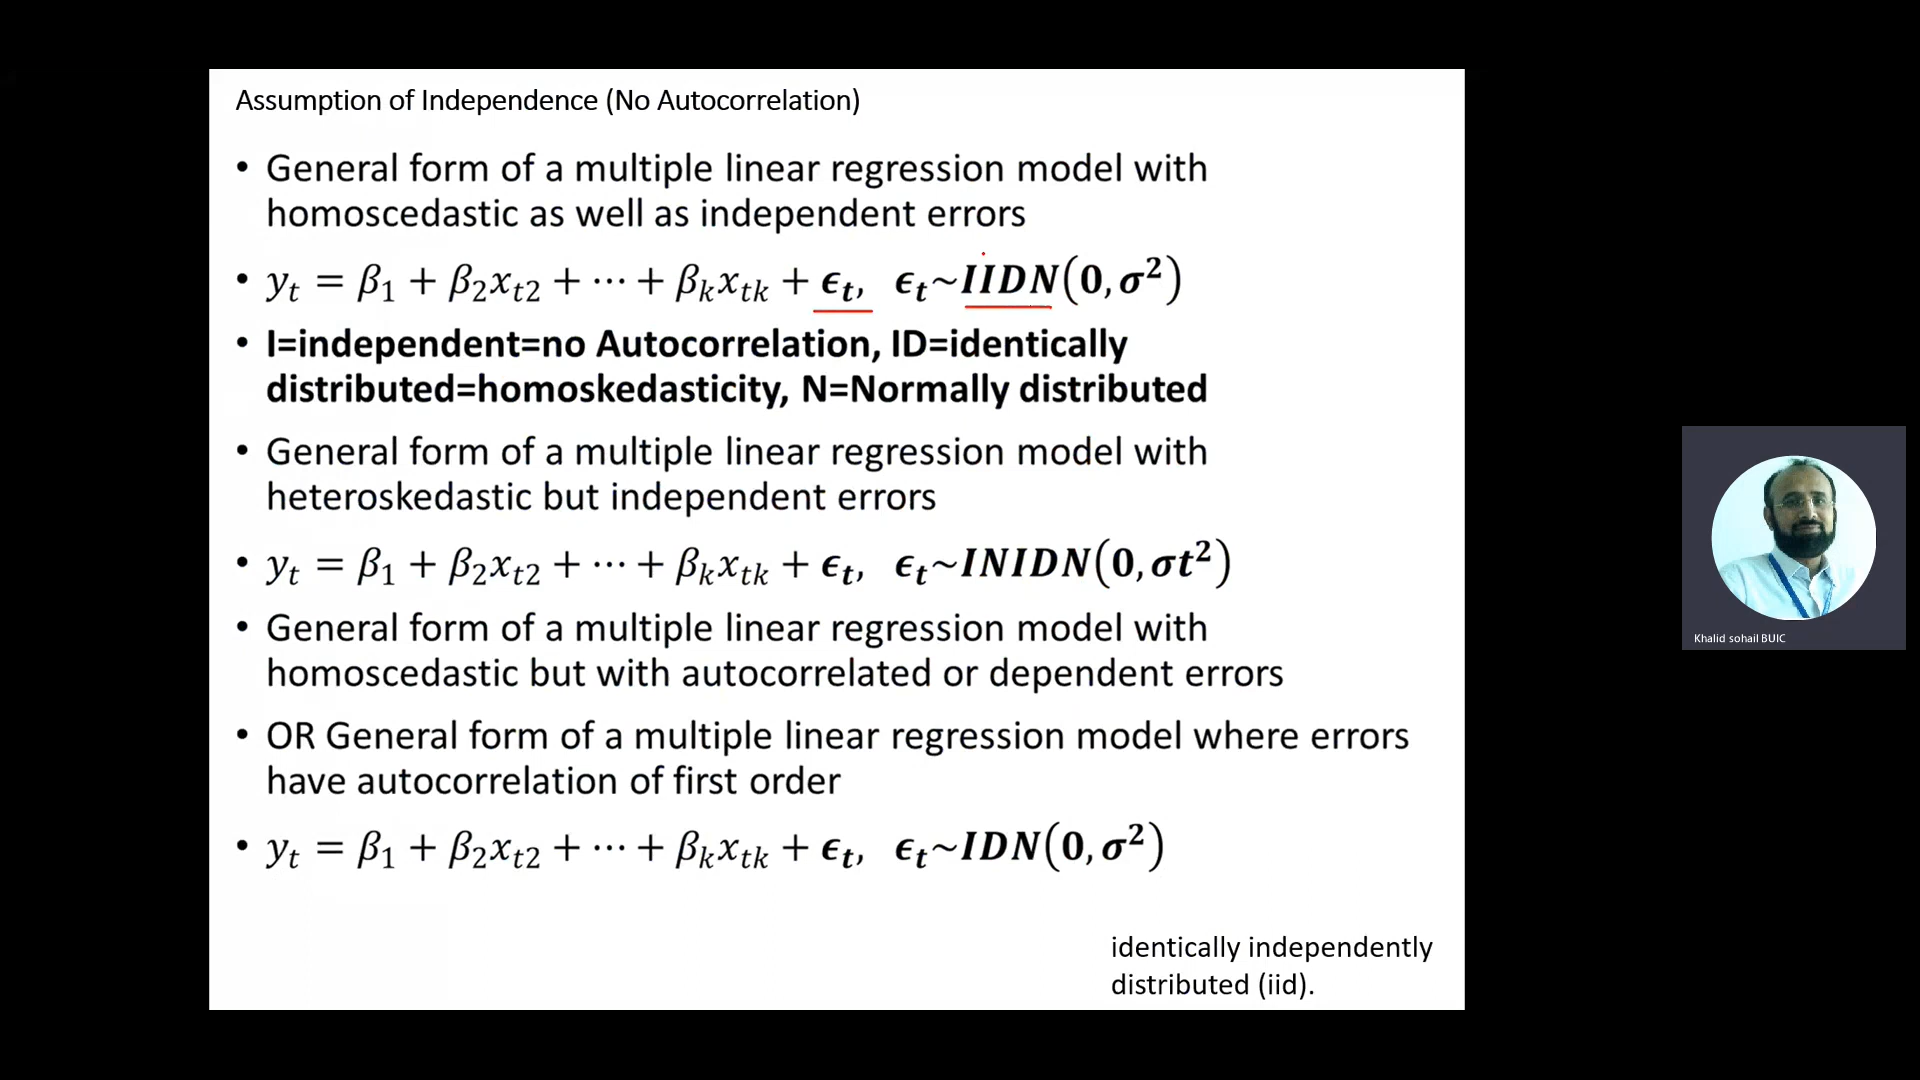 Assumption of Independence (No Autocorrelation)
• General form of a multiple linear regression model with
homoscedastic as well as independent errors
• yₜ = β₁ + β₂xₜ₂ + ⋯ + βₖxₜₖ + ϵₜ, ϵₜ~IIDN(0, σ²)
• I=independent=no Autocorrelation, ID=identically
distributed=homoskedasticity, N=Normally distributed
• General form of a multiple linear regression model with
heteroskedastic but independent errors
• yₜ = β₁ + β₂xₜ₂ + ⋯ + βₖxₜₖ + ϵₜ, ϵₜ~INIDN(0, σt²)
• General form of a multiple linear regression model with
homoscedastic but with autocorrelated or dependent errors
• OR General form of a multiple linear regression model where errors
have autocorrelation of first order
• yₜ = β₁ + β₂xₜ₂ + ⋯ + βₖxₜₖ + ϵₜ, ϵₜ~IDN(0, σ²)
identically independently
distributed (iid).
Khalid sohail BUIC